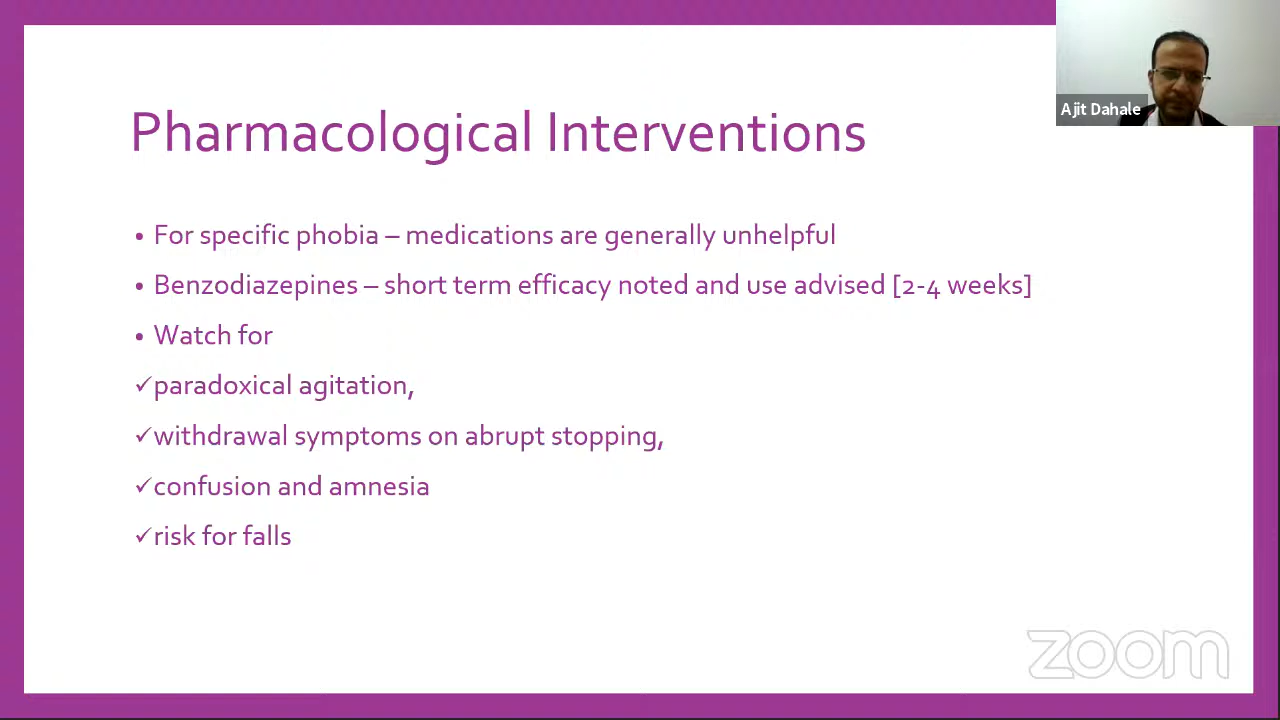 Ajit Dahale
Pharmacological Interventions
• For specific phobia – medications are generally unhelpful
• Benzodiazepines – short term efficacy noted and use advised [2-4 weeks]
• Watch for
✓paradoxical agitation,
✓withdrawal symptoms on abrupt stopping,
✓confusion and amnesia
✓risk for falls
zoom